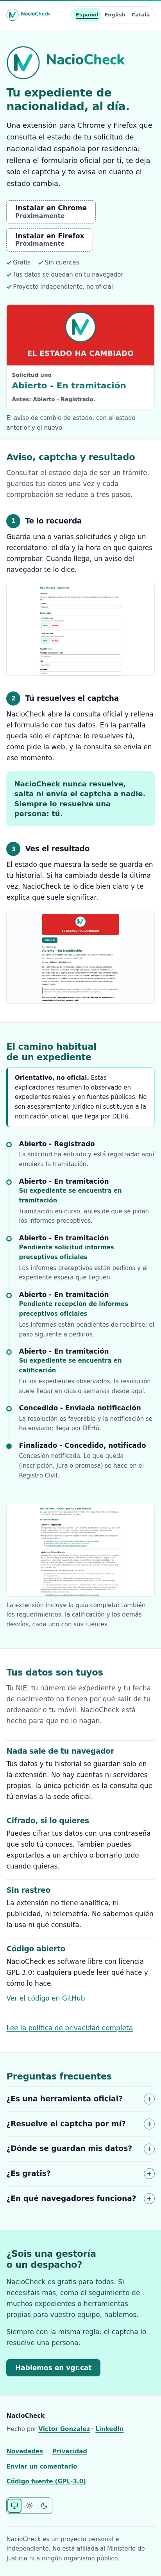 NacioCheck
Español English Català
NacioCheck
Tu expediente de
nacionalidad, al día.
Una extensión para Chrome y Firefox que
consulta el estado de tu solicitud de
nacionalidad española por residencia:
rellena el formulario oficial por ti, te deja
solo el captcha y te avisa en cuanto el
estado cambia.
Instalar en Chrome
Próximamente
Instalar en Firefox
Próximamente
Gratis Sin cuentas
Tus datos se quedan en tu navegador
Proyecto independiente, no oficial
EL ESTADO HA CAMBIADO
Solicitud uno
Abierto - En tramitación
Antes: Abierto - Registrado.
El aviso de cambio de estado, con el estado
anterior y el nuevo.
Aviso, captcha y resultado
Consultar el estado deja de ser un trámite:
guardas tus datos una vez y cada
comprobación se reduce a tres pasos.
1 Te lo recuerda
Guarda una o varias solicitudes y elige un
recordatorio: el día y la hora en que quieres
comprobar. Cuando llega, un aviso del
navegador te lo dice.
2 Tú resuelves el captcha
NacioCheck abre la consulta oficial y rellena
el formulario con tus datos. En la pantalla
queda solo el captcha: lo resuelves tú,
como pide la web, y la consulta se envía en
ese momento.
NacioCheck nunca resuelve,
salta ni envía el captcha a nadie.
Siempre lo resuelve una
persona: tú.
3 Ves el resultado
El estado que muestra la sede se guarda en
tu historial. Si ha cambiado desde la última
vez, NacioCheck te lo dice bien claro y te
explica qué suele significar.
EL ESTADO HA CAMBIADO
Abierto - En tramitación
El camino habitual
de un expediente
Orientativo, no oficial. Estas
explicaciones resumen lo observado en
expedientes reales y en fuentes públicas. No
son asesoramiento jurídico ni sustituyen la
notificación oficial, que llega por DEHÚ.
Abierto - Registrado
La solicitud ha entrado y está registrada: aquí
empieza la tramitación.
Abierto - En tramitación
Su expediente se encuentra en
tramitación
Tramitación en curso, antes de que se pidan
los informes preceptivos.
Abierto - En tramitación
Pendiente solicitud informes
preceptivos oficiales
Los informes preceptivos están pedidos y el
expediente espera que lleguen.
Abierto - En tramitación
Pendiente recepción de informes
preceptivos oficiales
Los informes están pendientes de recibirse: el
paso siguiente a pedirlos.
Abierto - En tramitación
Su expediente se encuentra en
calificación
En los expedientes observados, la resolución
suele llegar en días o semanas desde aquí.
Concedido - Enviada notificación
La resolución es favorable y la notificación se
ha enviado; llega por DEHÚ.
Finalizado - Concedido, notificado
Concesión notificada. Lo que queda
(inscripción, jura o promesa) se hace en el
Registro Civil.
La extensión incluye la guía completa: también
los requerimientos, la calificación y los demás
desvíos, cada uno con sus fuentes.
Tus datos son tuyos
Tu NIE, tu número de expediente y tu fecha
de nacimiento no tienen por qué salir de tu
ordenador o tu móvil. NacioCheck está
hecho para que no lo hagan.
Nada sale de tu navegador
Tus datos y tu historial se guardan solo en
la extensión. No hay cuentas ni servidores
propios: la única petición es la consulta que
tú envías a la sede oficial.
Cifrado, si lo quieres
Puedes cifrar tus datos con una contraseña
que solo tú conoces. También puedes
exportarlos a un archivo o borrarlo todo
cuando quieras.
Sin rastreo
La extensión no tiene analítica, ni
publicidad, ni telemetría. No sabemos quién
la usa ni qué consulta.
Código abierto
NacioCheck es software libre con licencia
GPL-3.0: cualquiera puede leer qué hace y
cómo lo hace.
Ver el código en GitHub
Lee la política de privacidad completa
Preguntas frecuentes
¿Es una herramienta oficial?
¿Resuelve el captcha por mí?
¿Dónde se guardan mis datos?
¿Es gratis?
¿En qué navegadores funciona?
¿Sois una gestoría
o un despacho?
NacioCheck es gratis para todos. Si
necesitáis más, como el seguimiento de
muchos expedientes o herramientas
propias para vuestro equipo, hablemos.
Siempre con la misma regla: el captcha lo
resuelve una persona.
Hablemos en vgr.cat
NacioCheck
Hecho por Víctor Gonzalez · LinkedIn
Novedades Privacidad
Enviar un comentario
Código fuente (GPL-3.0)
NacioCheck es un proyecto personal e
independiente. No está afiliado al Ministerio de
Justicia ni a ningún organismo público.